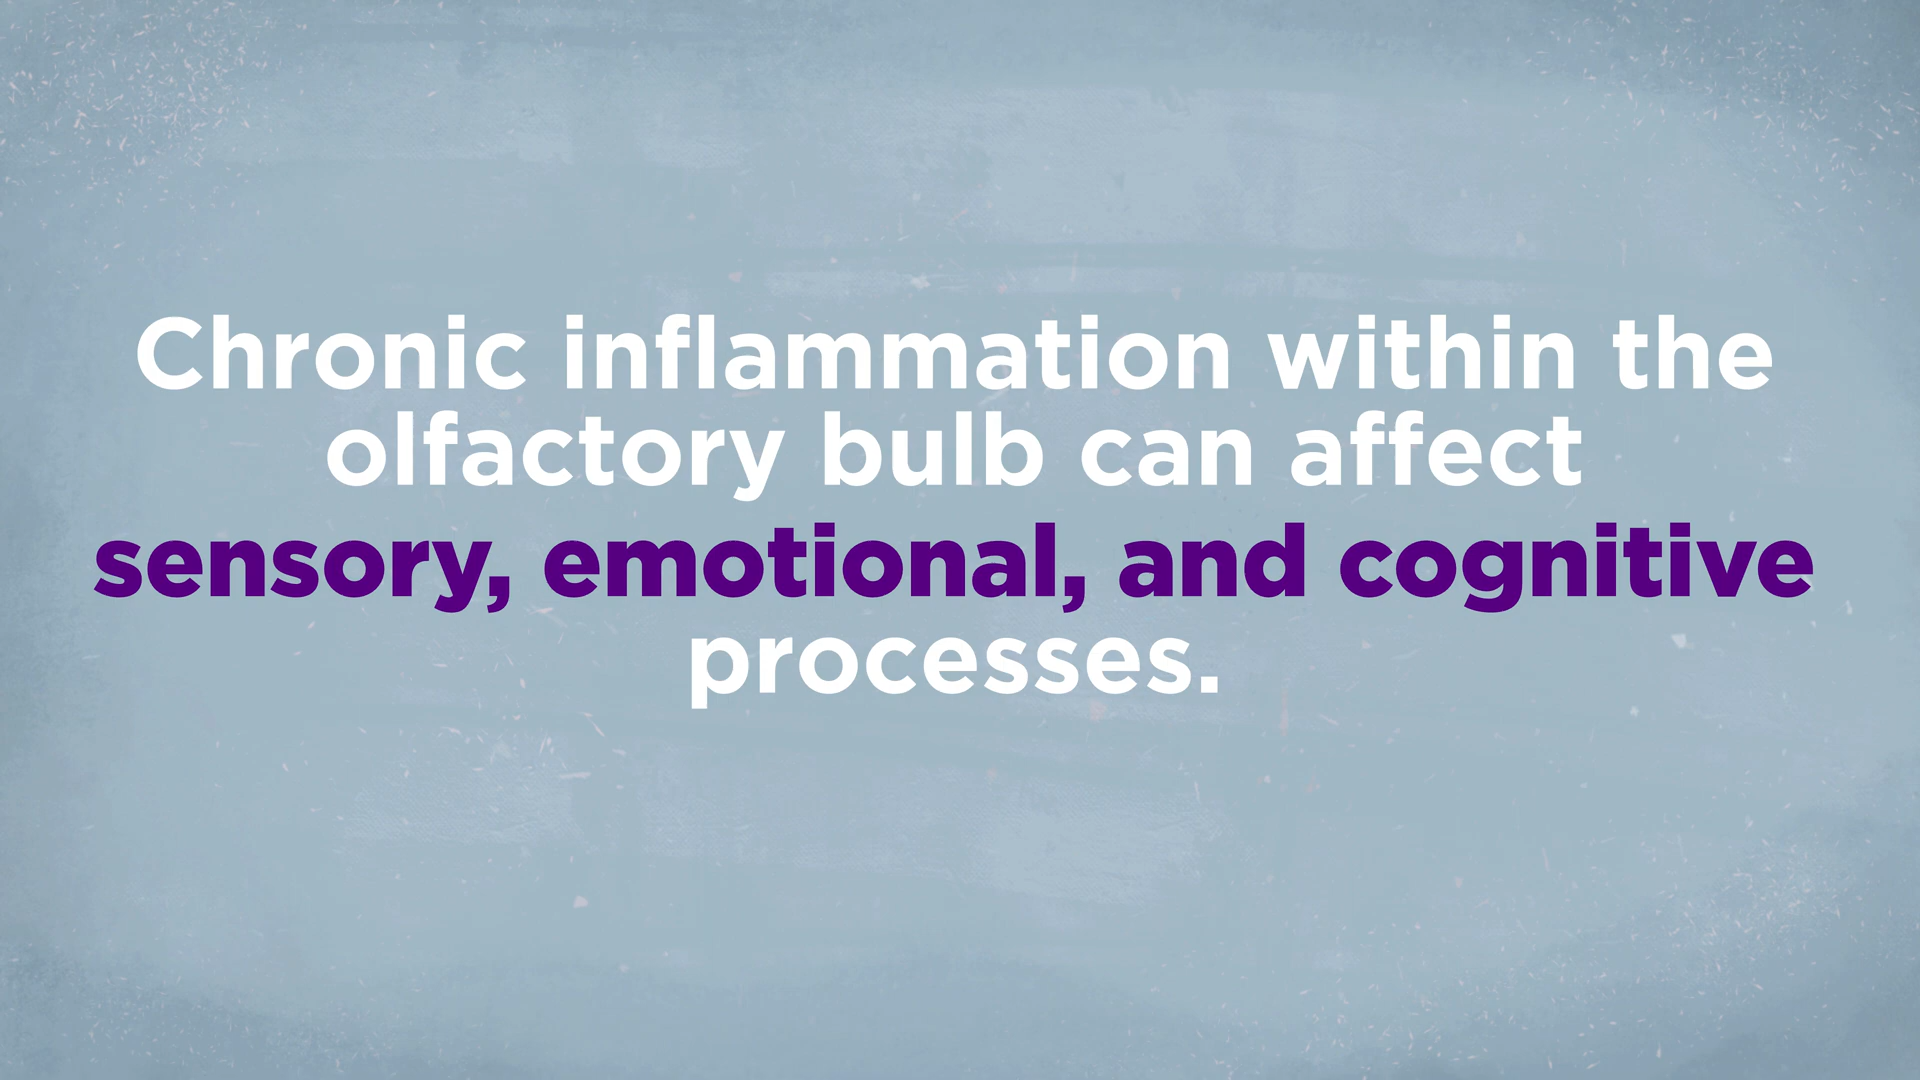 Chronic inflammation within the
olfactory bulb can affect
sensory, emotional, and cognitive
processes.